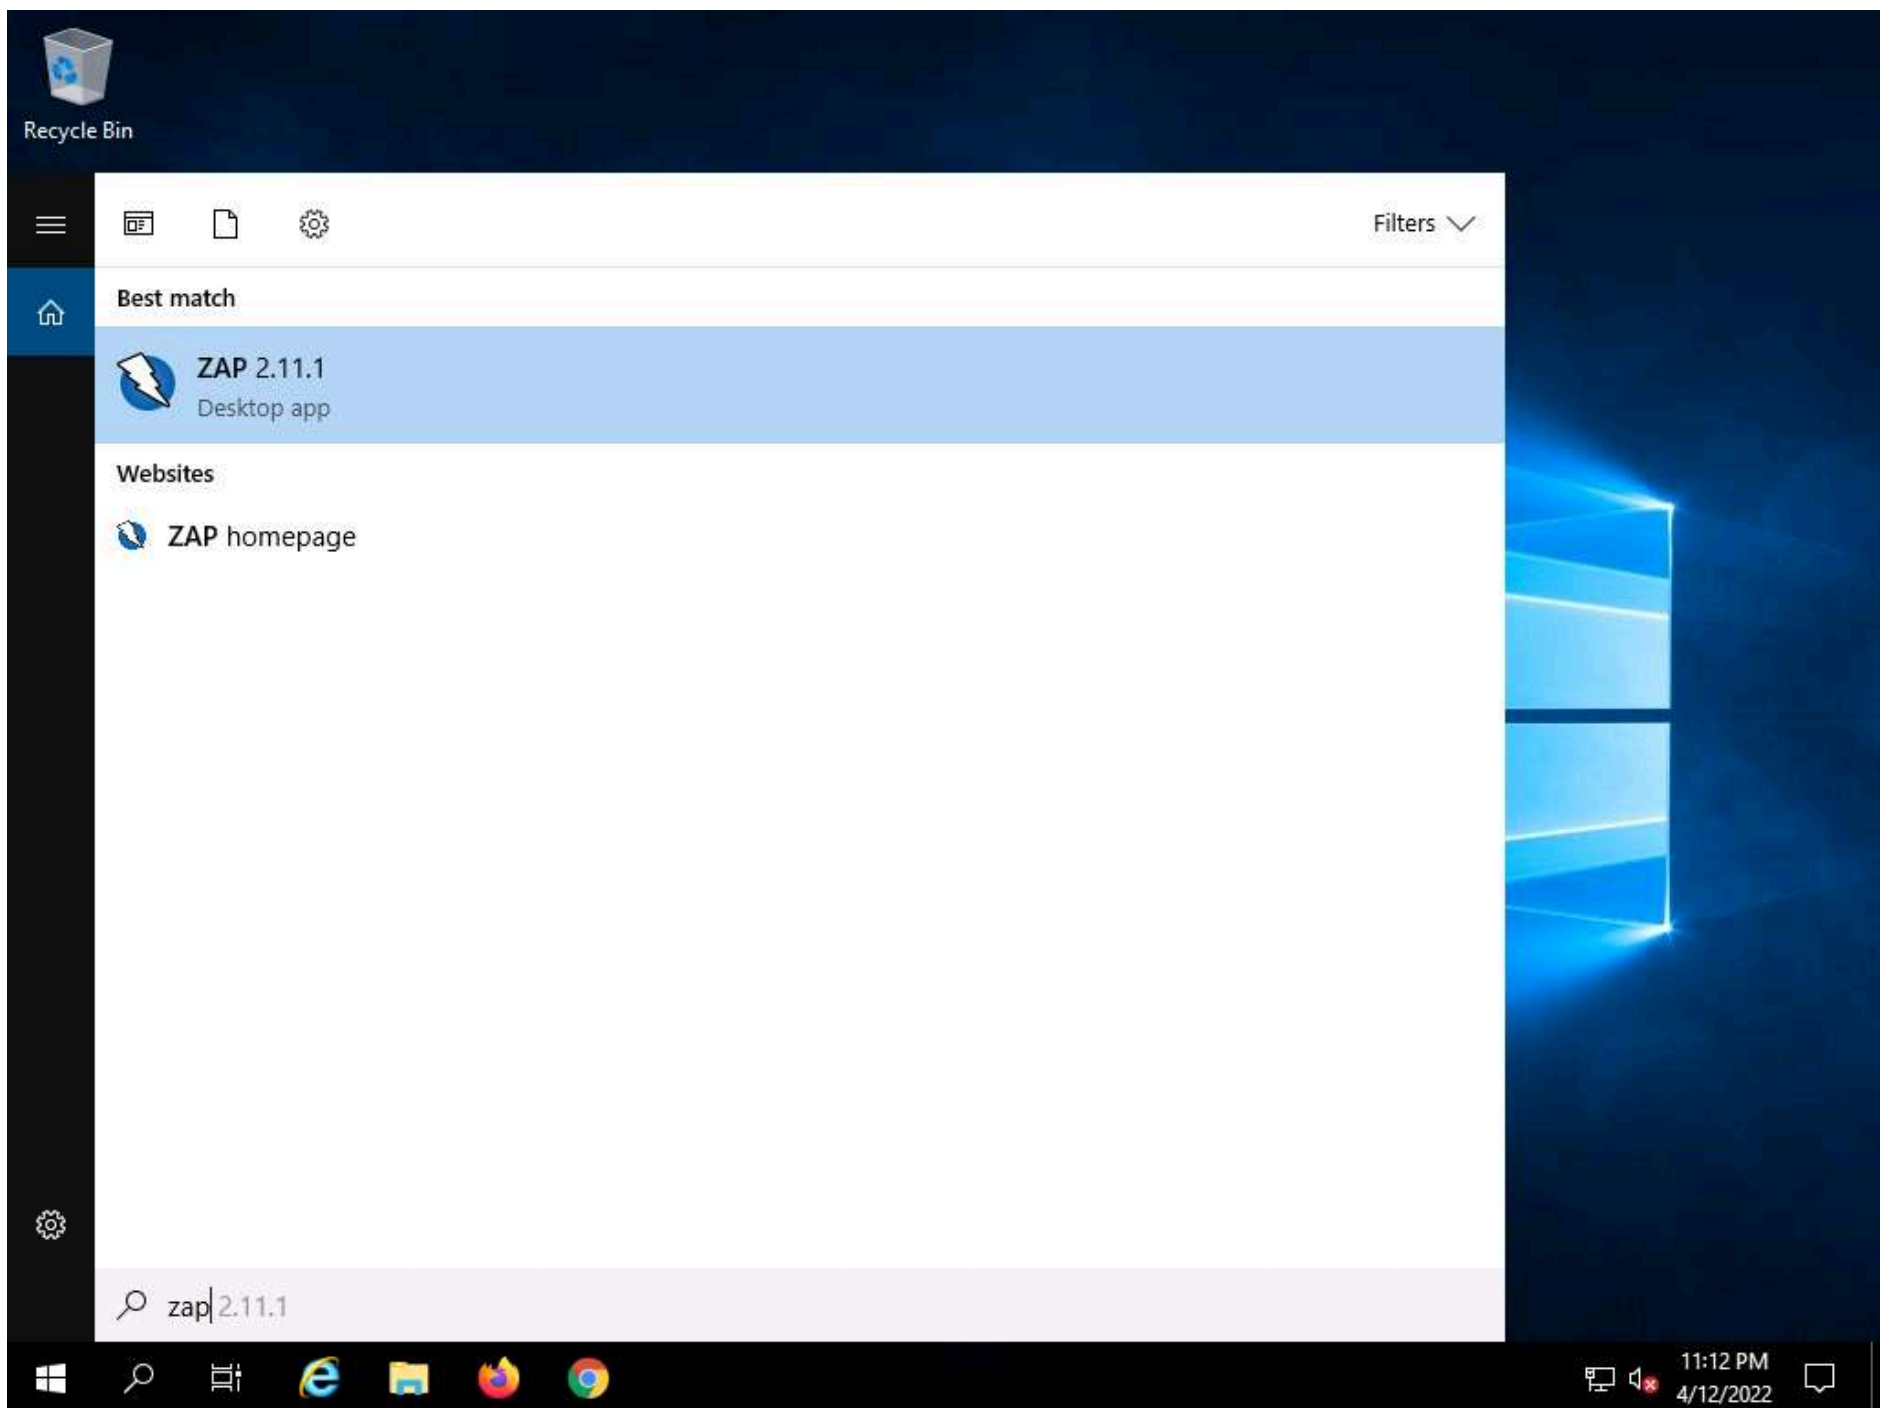 Recycle Bin
Filters
Best match
ZAP 2.11.1
Desktop app
Websites
ZAP homepage
zap 2.11.1
11:12 PM
4/12/2022